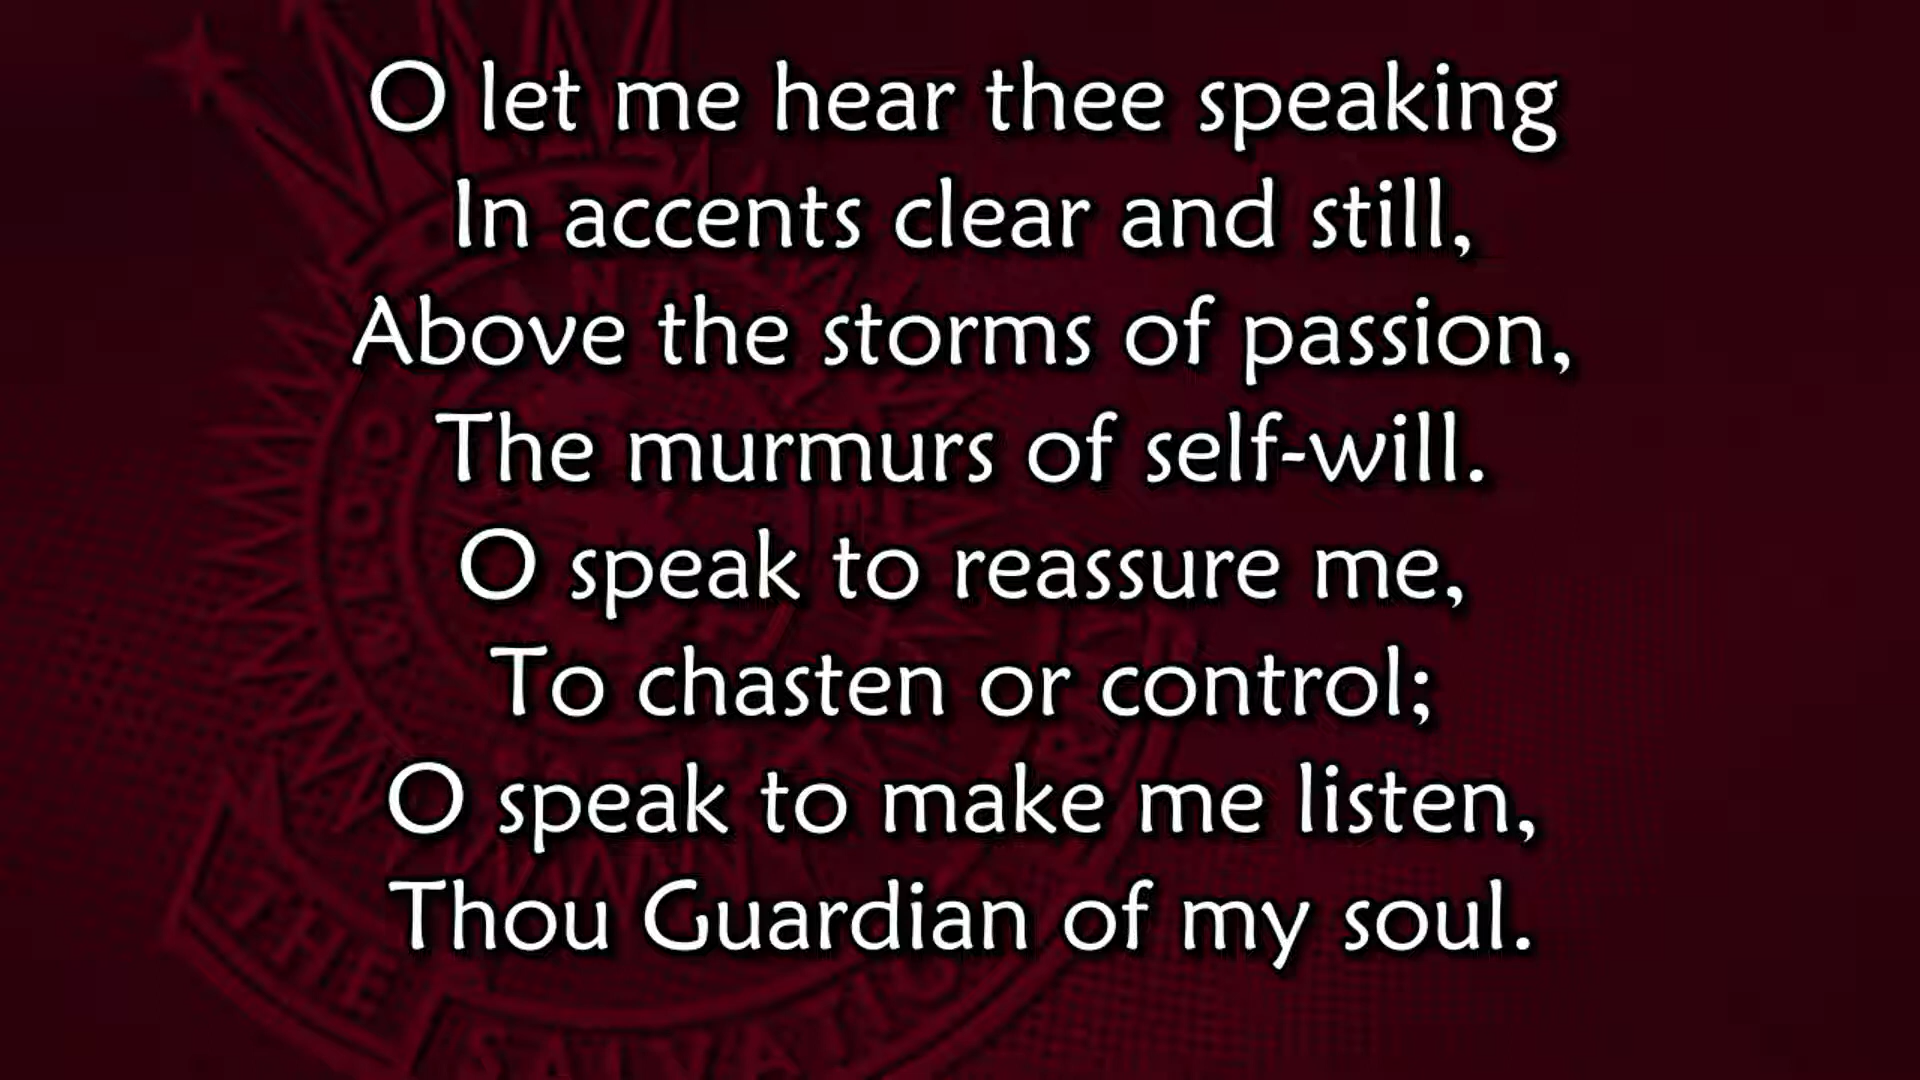 O let me hear thee speaking
In accents clear and still,
Above the storms of passion,
The murmurs of self-will.
O speak to reassure me,
To chasten or control;
O speak to make me listen,
Thou Guardian of my soul.
THE
SALVATIO